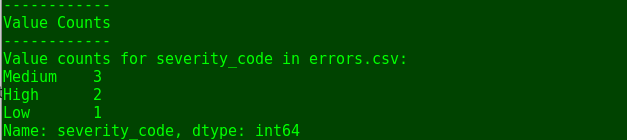 ------------
Value Counts
------------
Value counts for severity_code in errors.csv:
Medium    3
High      2
Low       1
Name: severity_code, dtype: int64